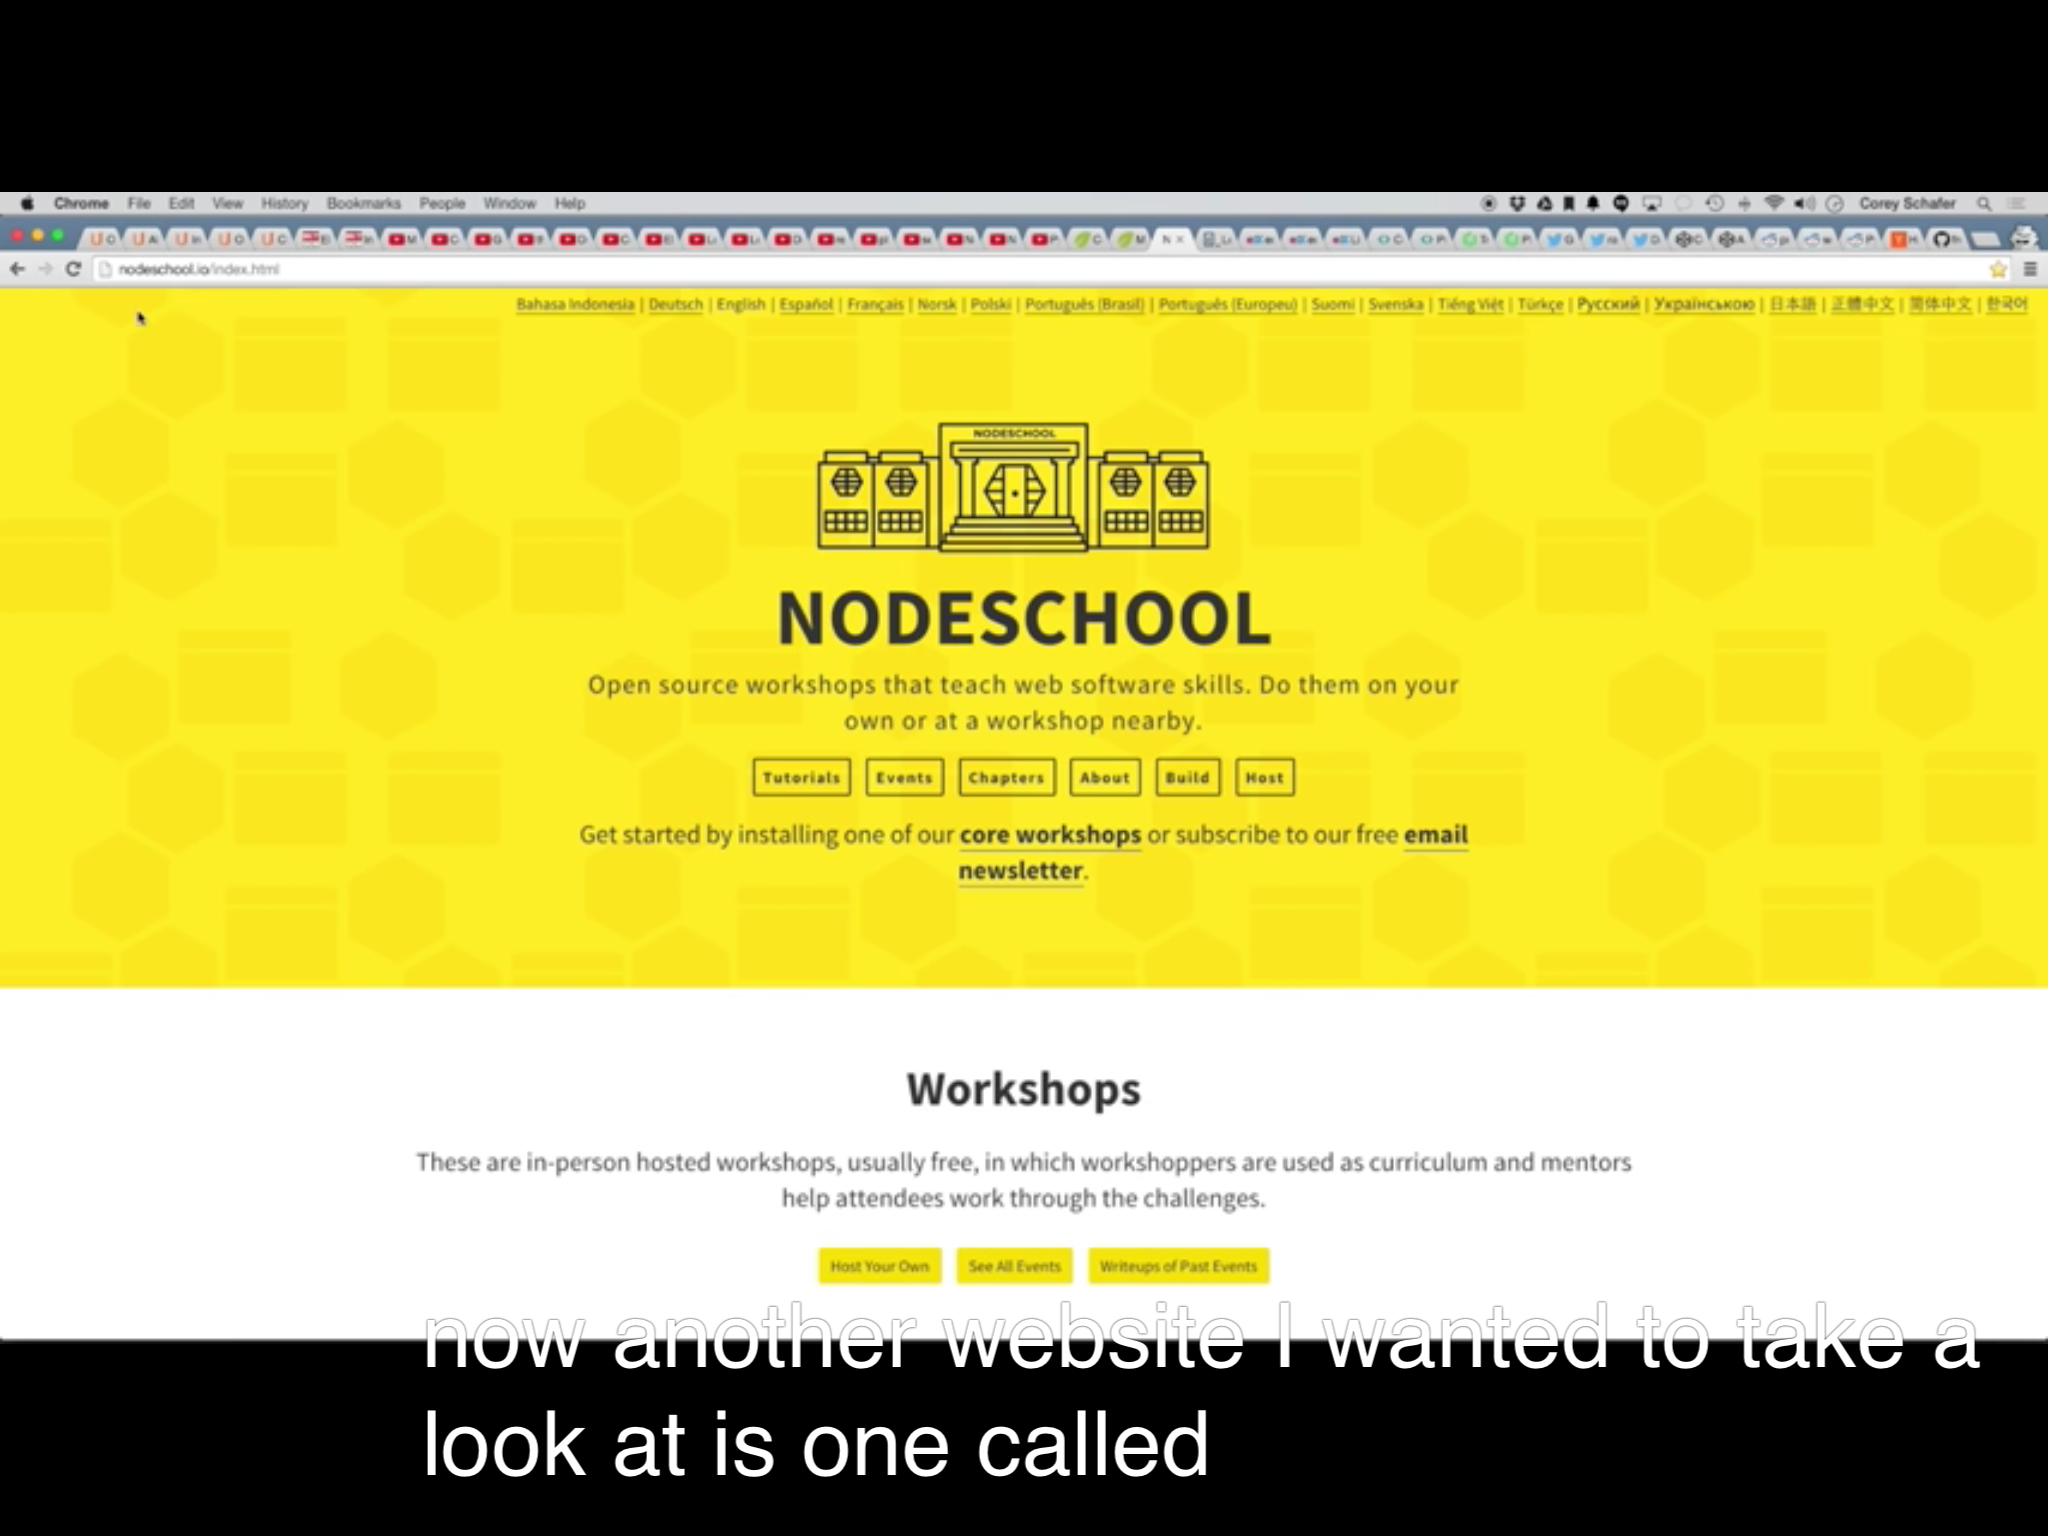 Chrome File Edit View History Bookmarks People Window Help Corey Schafer
nodeschool.io/index.html
Bahasa Indonesia | Deutsch | English | Español | Français | Norsk | Polski | Português (Brasil) | Português (Europeu) | Suomi | Svenska | Tiếng Việt | Türkçe | Русский | Українською | 日本語 | 正體中文 | 简体中文 | 한국어
NODESCHOOL
NODESCHOOL
Open source workshops that teach web software skills. Do them on your
own or at a workshop nearby.
Tutorials Events Chapters About Build Host
Get started by installing one of our core workshops or subscribe to our free email
newsletter.
Workshops
These are in-person hosted workshops, usually free, in which workshoppers are used as curriculum and mentors
help attendees work through the challenges.
Host Your Own See All Events Writeups of Past Events
now another website I wanted to take a
look at is one called